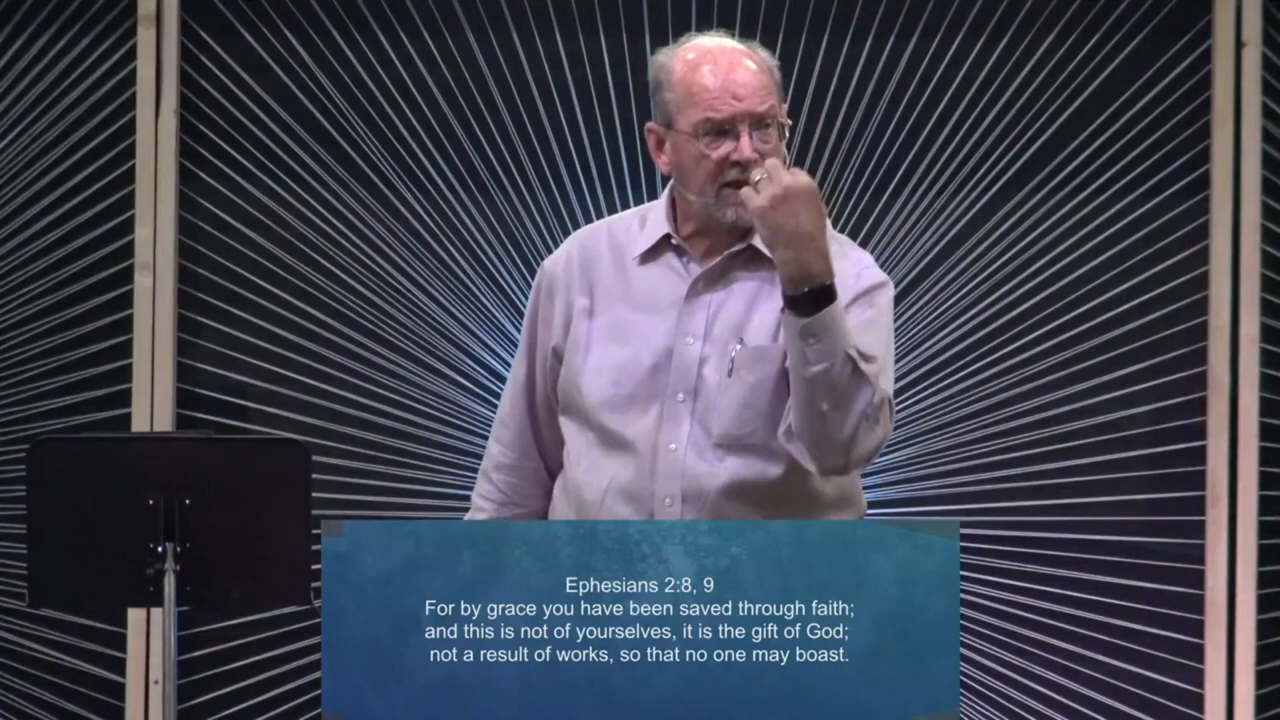 Ephesians 2:8, 9
For by grace you have been saved through faith;
and this is not of yourselves, it is the gift of God;
not a result of works, so that no one may boast.